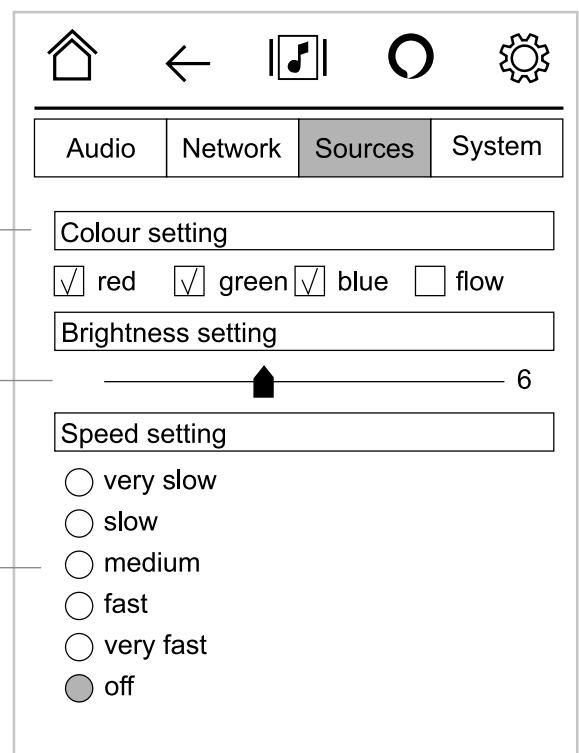 Audio Network Sources System
Colour setting
red green blue flow
Brightness setting
6
Speed setting
very slow
slow
medium
fast
very fast
off